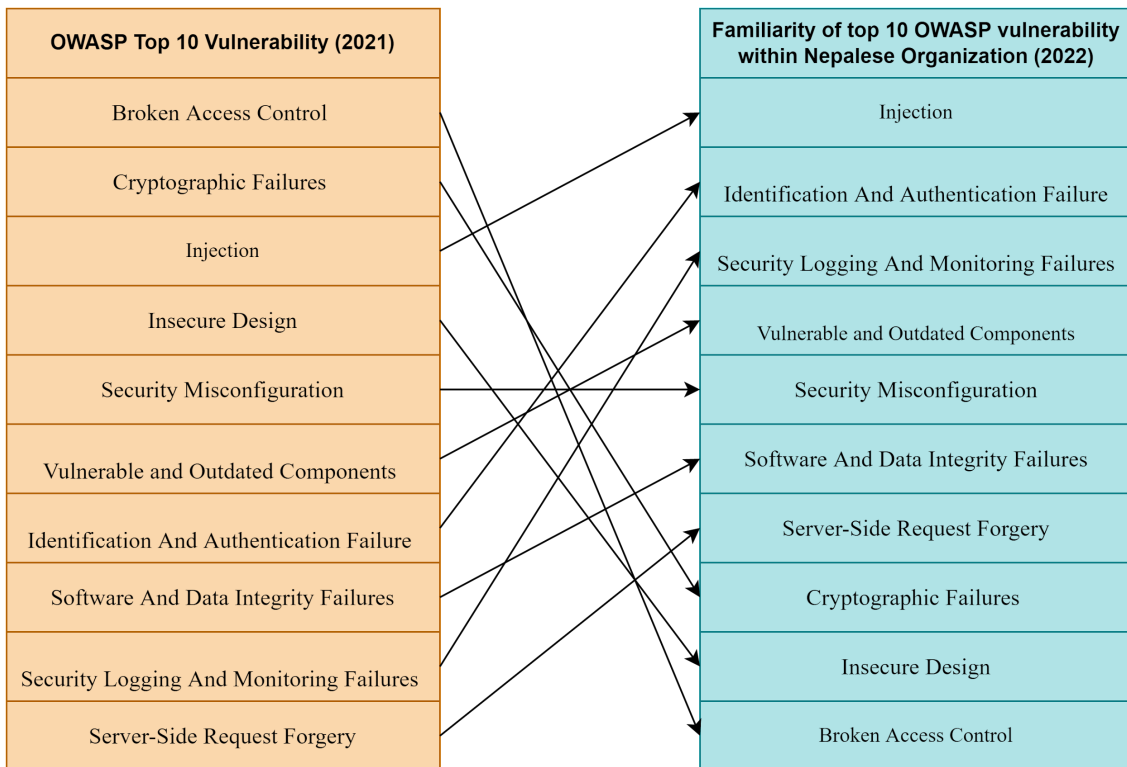 OWASP Top 10 Vulnerability (2021)
Broken Access Control
Cryptographic Failures
Injection
Insecure Design
Security Misconfiguration
Vulnerable and Outdated Components
Identification And Authentication Failure
Software And Data Integrity Failures
Security Logging And Monitoring Failures
Server-Side Request Forgery
Familiarity of top 10 OWASP vulnerability
within Nepalese Organization (2022)
Injection
Identification And Authentication Failure
Security Logging And Monitoring Failures
Vulnerable and Outdated Components
Security Misconfiguration
Software And Data Integrity Failures
Server-Side Request Forgery
Cryptographic Failures
Insecure Design
Broken Access Control